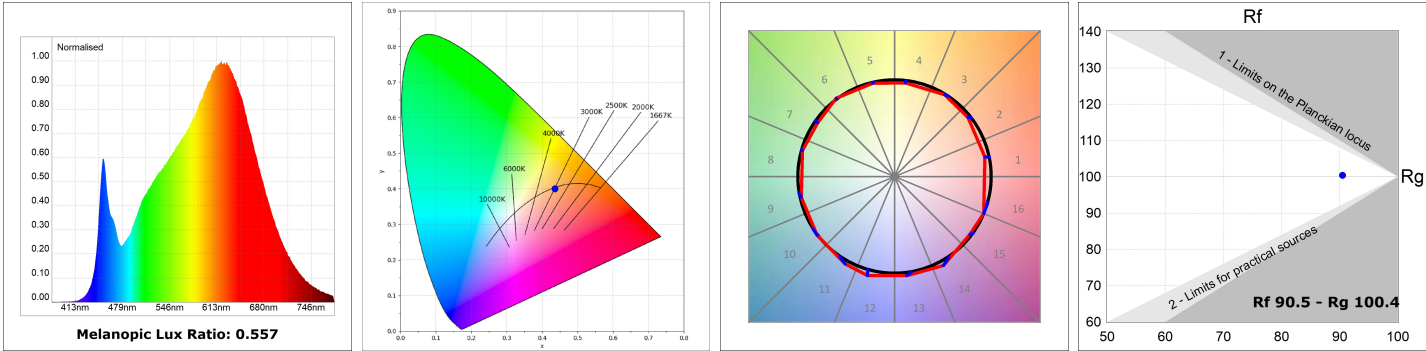 Normalised
1.00
0.90
0.80
0.70
0.60
0.50
0.40
0.30
0.20
0.10
0.00
413nm 479nm 546nm 613nm 680nm 746nm
Melanopic Lux Ratio: 0.557
0.9
0.8
0.7
0.6
0.5
0.4
0.3
0.2
0.1
0.0
y
0.0 0.1 0.2 0.3 0.4 0.5 0.6 0.7 0.8
x
10000K
6000K
4000K
3000K
2500K
2000K
1667K
1
2
3
4
5
6
7
8
9
10
11
12
13
14
15
16
Rf
140
130
120
110
100
90
80
70
60
50 60 70 80 90 100
Rg
1 - Limits on the Planckian locus
2 - Limits for practical sources
Rf 90.5 - Rg 100.4